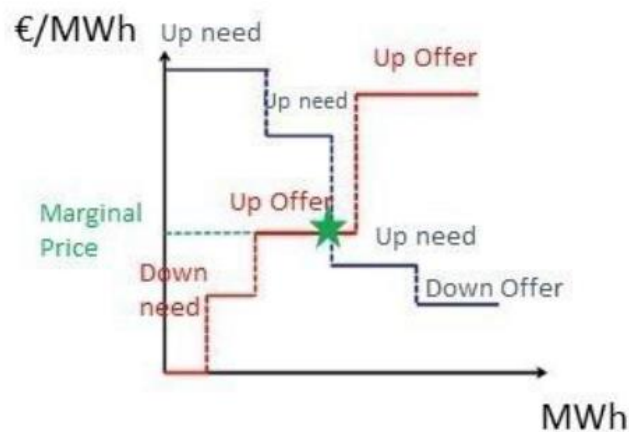 €/MWh
Up need
Up Offer
Up need
Up Offer
Marginal
Price
Up need
Down
need
Down Offer
MWh